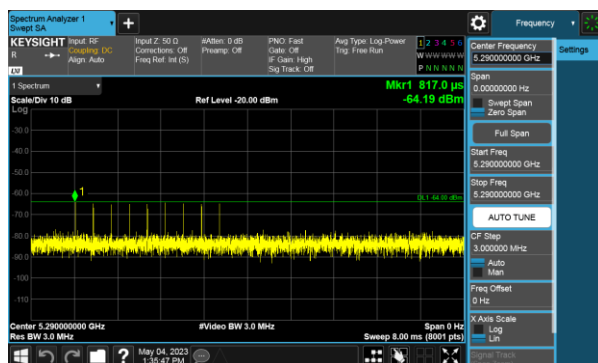 Spectrum Analyzer 1
Swept SA
Frequency
KEYSIGHT
R
Input: RF
Coupling: DC
Align: Auto
Input Z: 50 Ω
Corrections: Off
Freq Ref: Int (S)
#Atten: 0 dB
Preamp: Off
PNO: Fast
Gate: Off
IF Gain: High
Sig Track: Off
Avg Type: Log-Power
Trig: Free Run
1 2 3 4 5 6
W W W W W W
P N N N N N
LXI
1 Spectrum
Scale/Div 10 dB
Ref Level -20.00 dBm
Mkr1 817.0 µs
-64.19 dBm
Log
-30.0
-40.0
-50.0
-60.0
-70.0
-80.0
-90.0
-100
-110
1
DL1 -64.00 dBm
Center 5.290000000 GHz
Res BW 3.0 MHz
#Video BW 3.0 MHz
Span 0 Hz
Sweep 8.00 ms (8001 pts)
Center Frequency
5.290000000 GHz
Settings
Span
0.00000000 Hz
Swept Span
Zero Span
Full Span
Start Freq
5.290000000 GHz
Stop Freq
5.290000000 GHz
AUTO TUNE
CF Step
3.000000 MHz
Auto
Man
Freq Offset
0 Hz
X Axis Scale
Log
Lin
Signal Track
?
May 04, 2023
1:35:47 PM